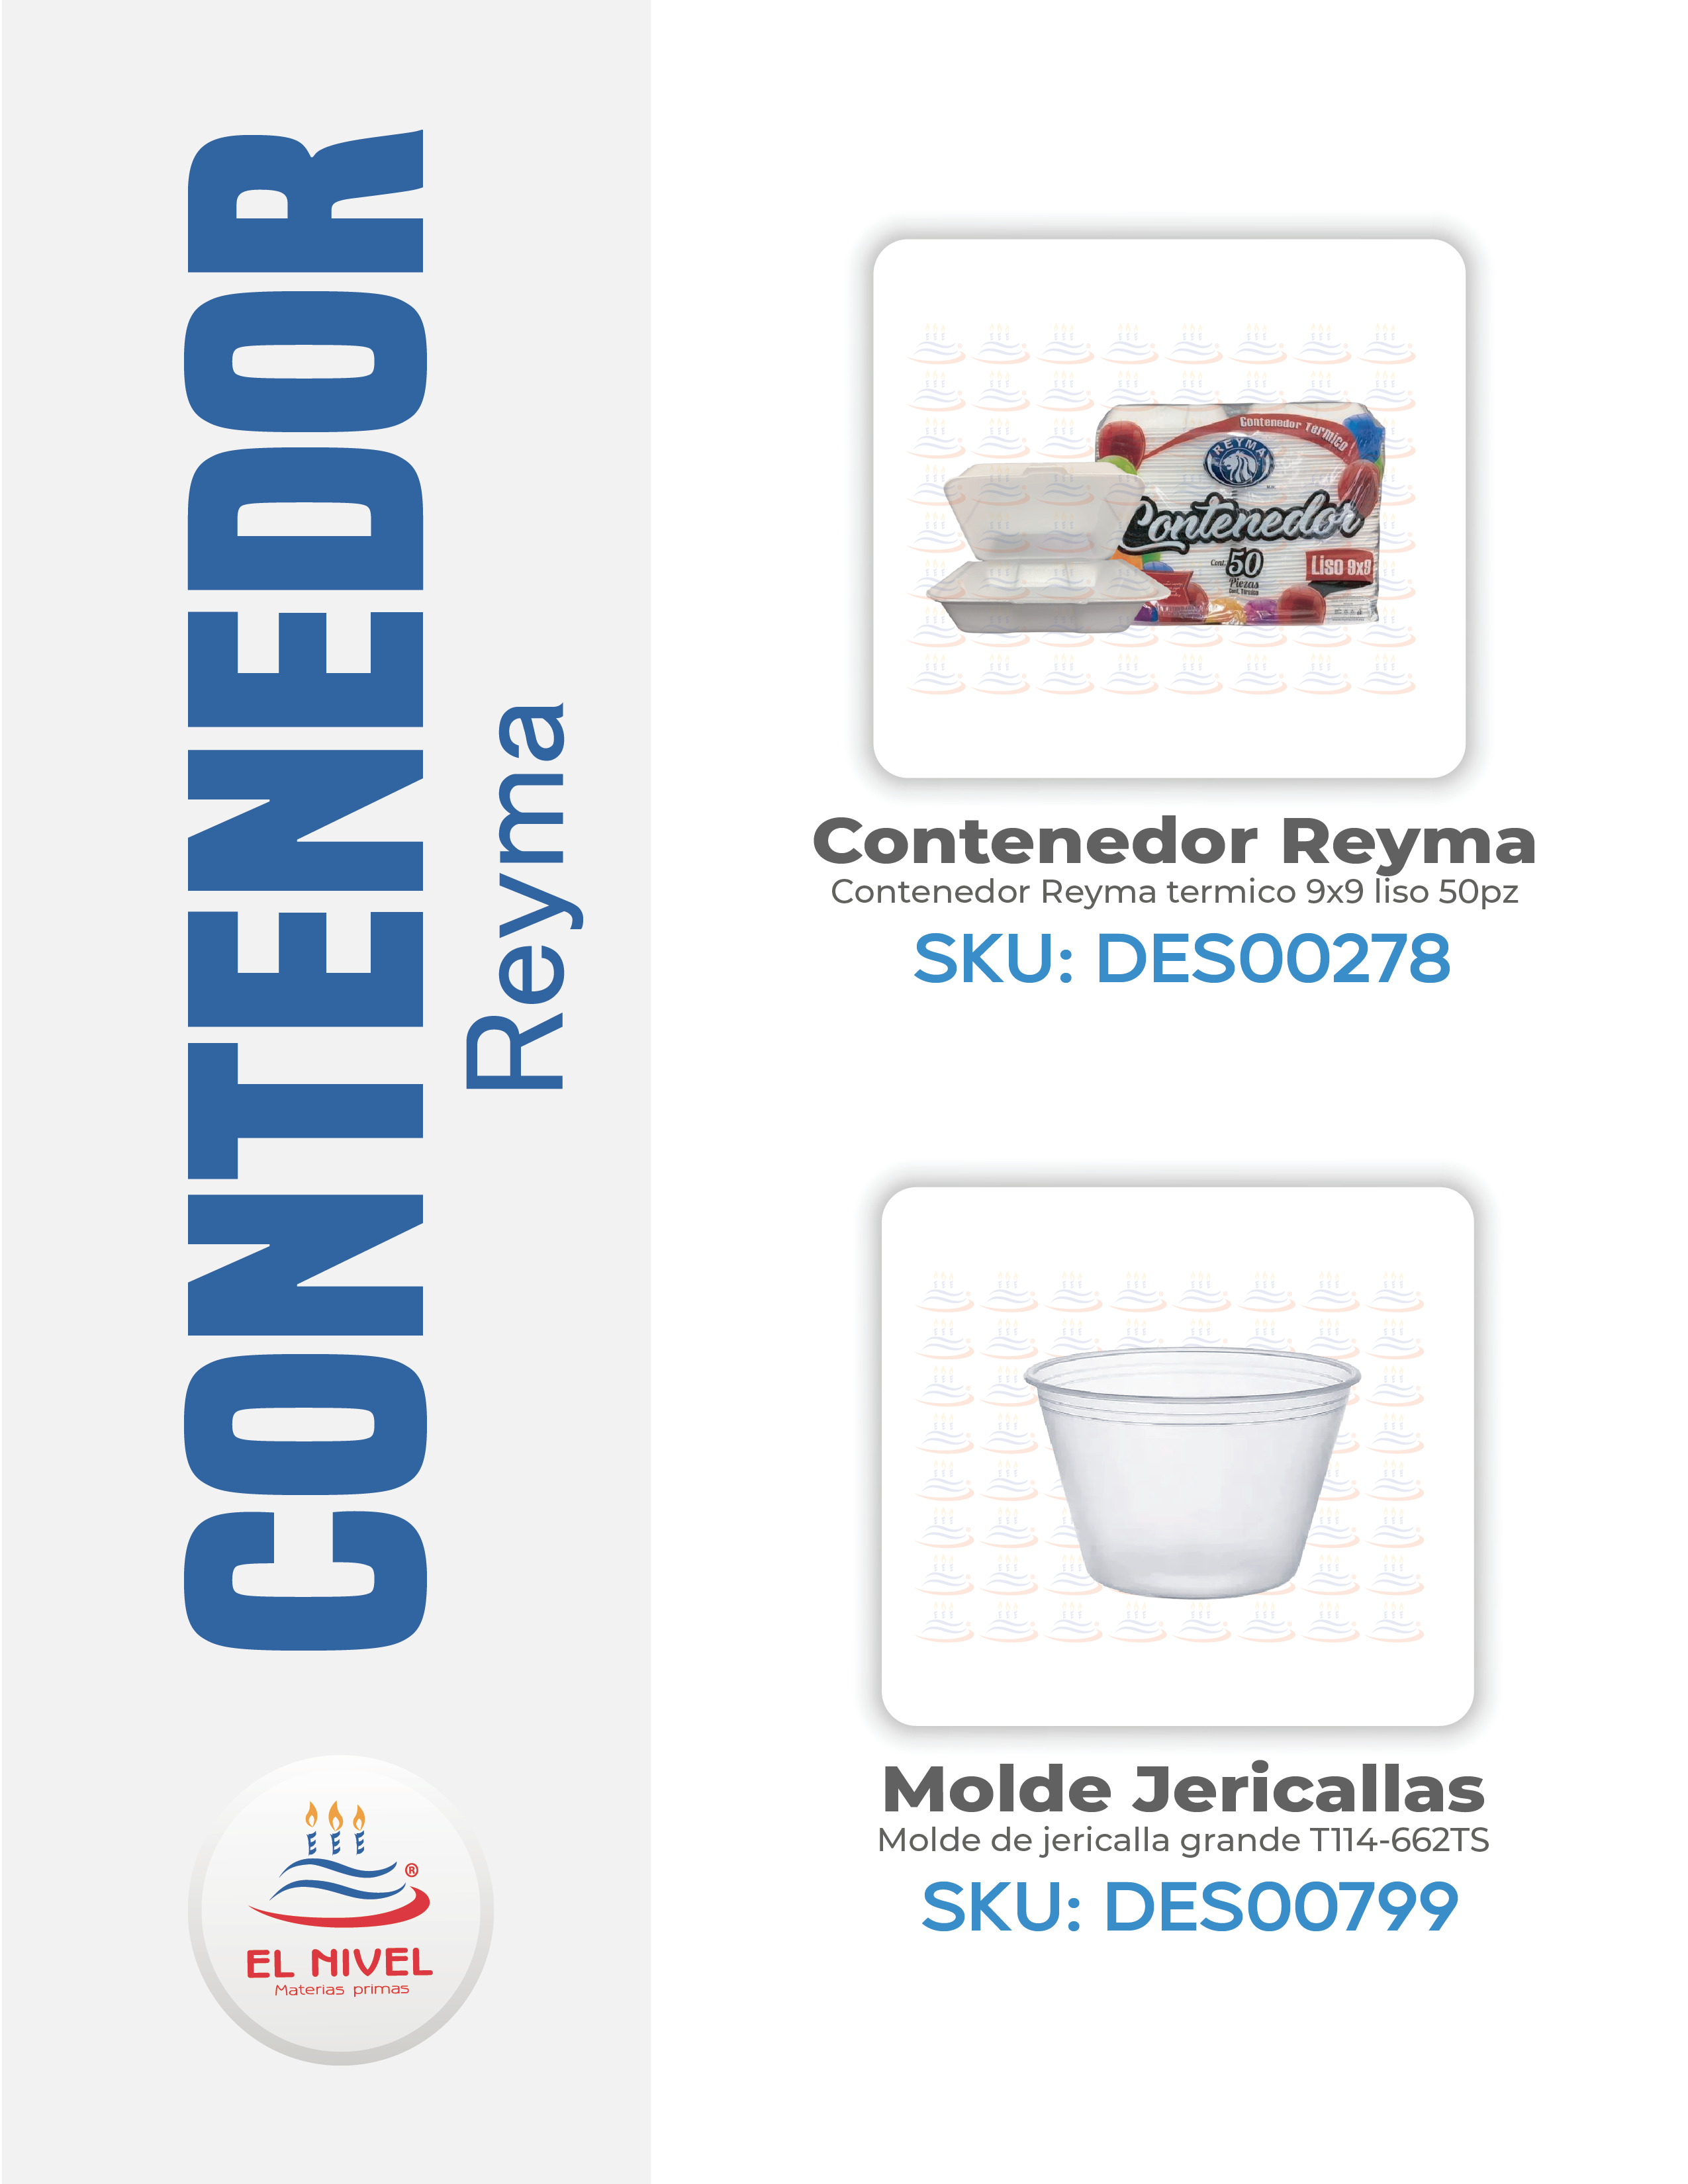 CONTENEDOR
Reyma
Contenedor Termico
REYMA
Contenedor
Cont. 50
Piezas
Liso 9x9
Contenedor Reyma
Contenedor Reyma termico 9x9 liso 50pz
SKU: DES00278
Molde Jericallas
Molde de jericalla grande T114-662TS
SKU: DES00799
®
EL NIVEL
Materias primas